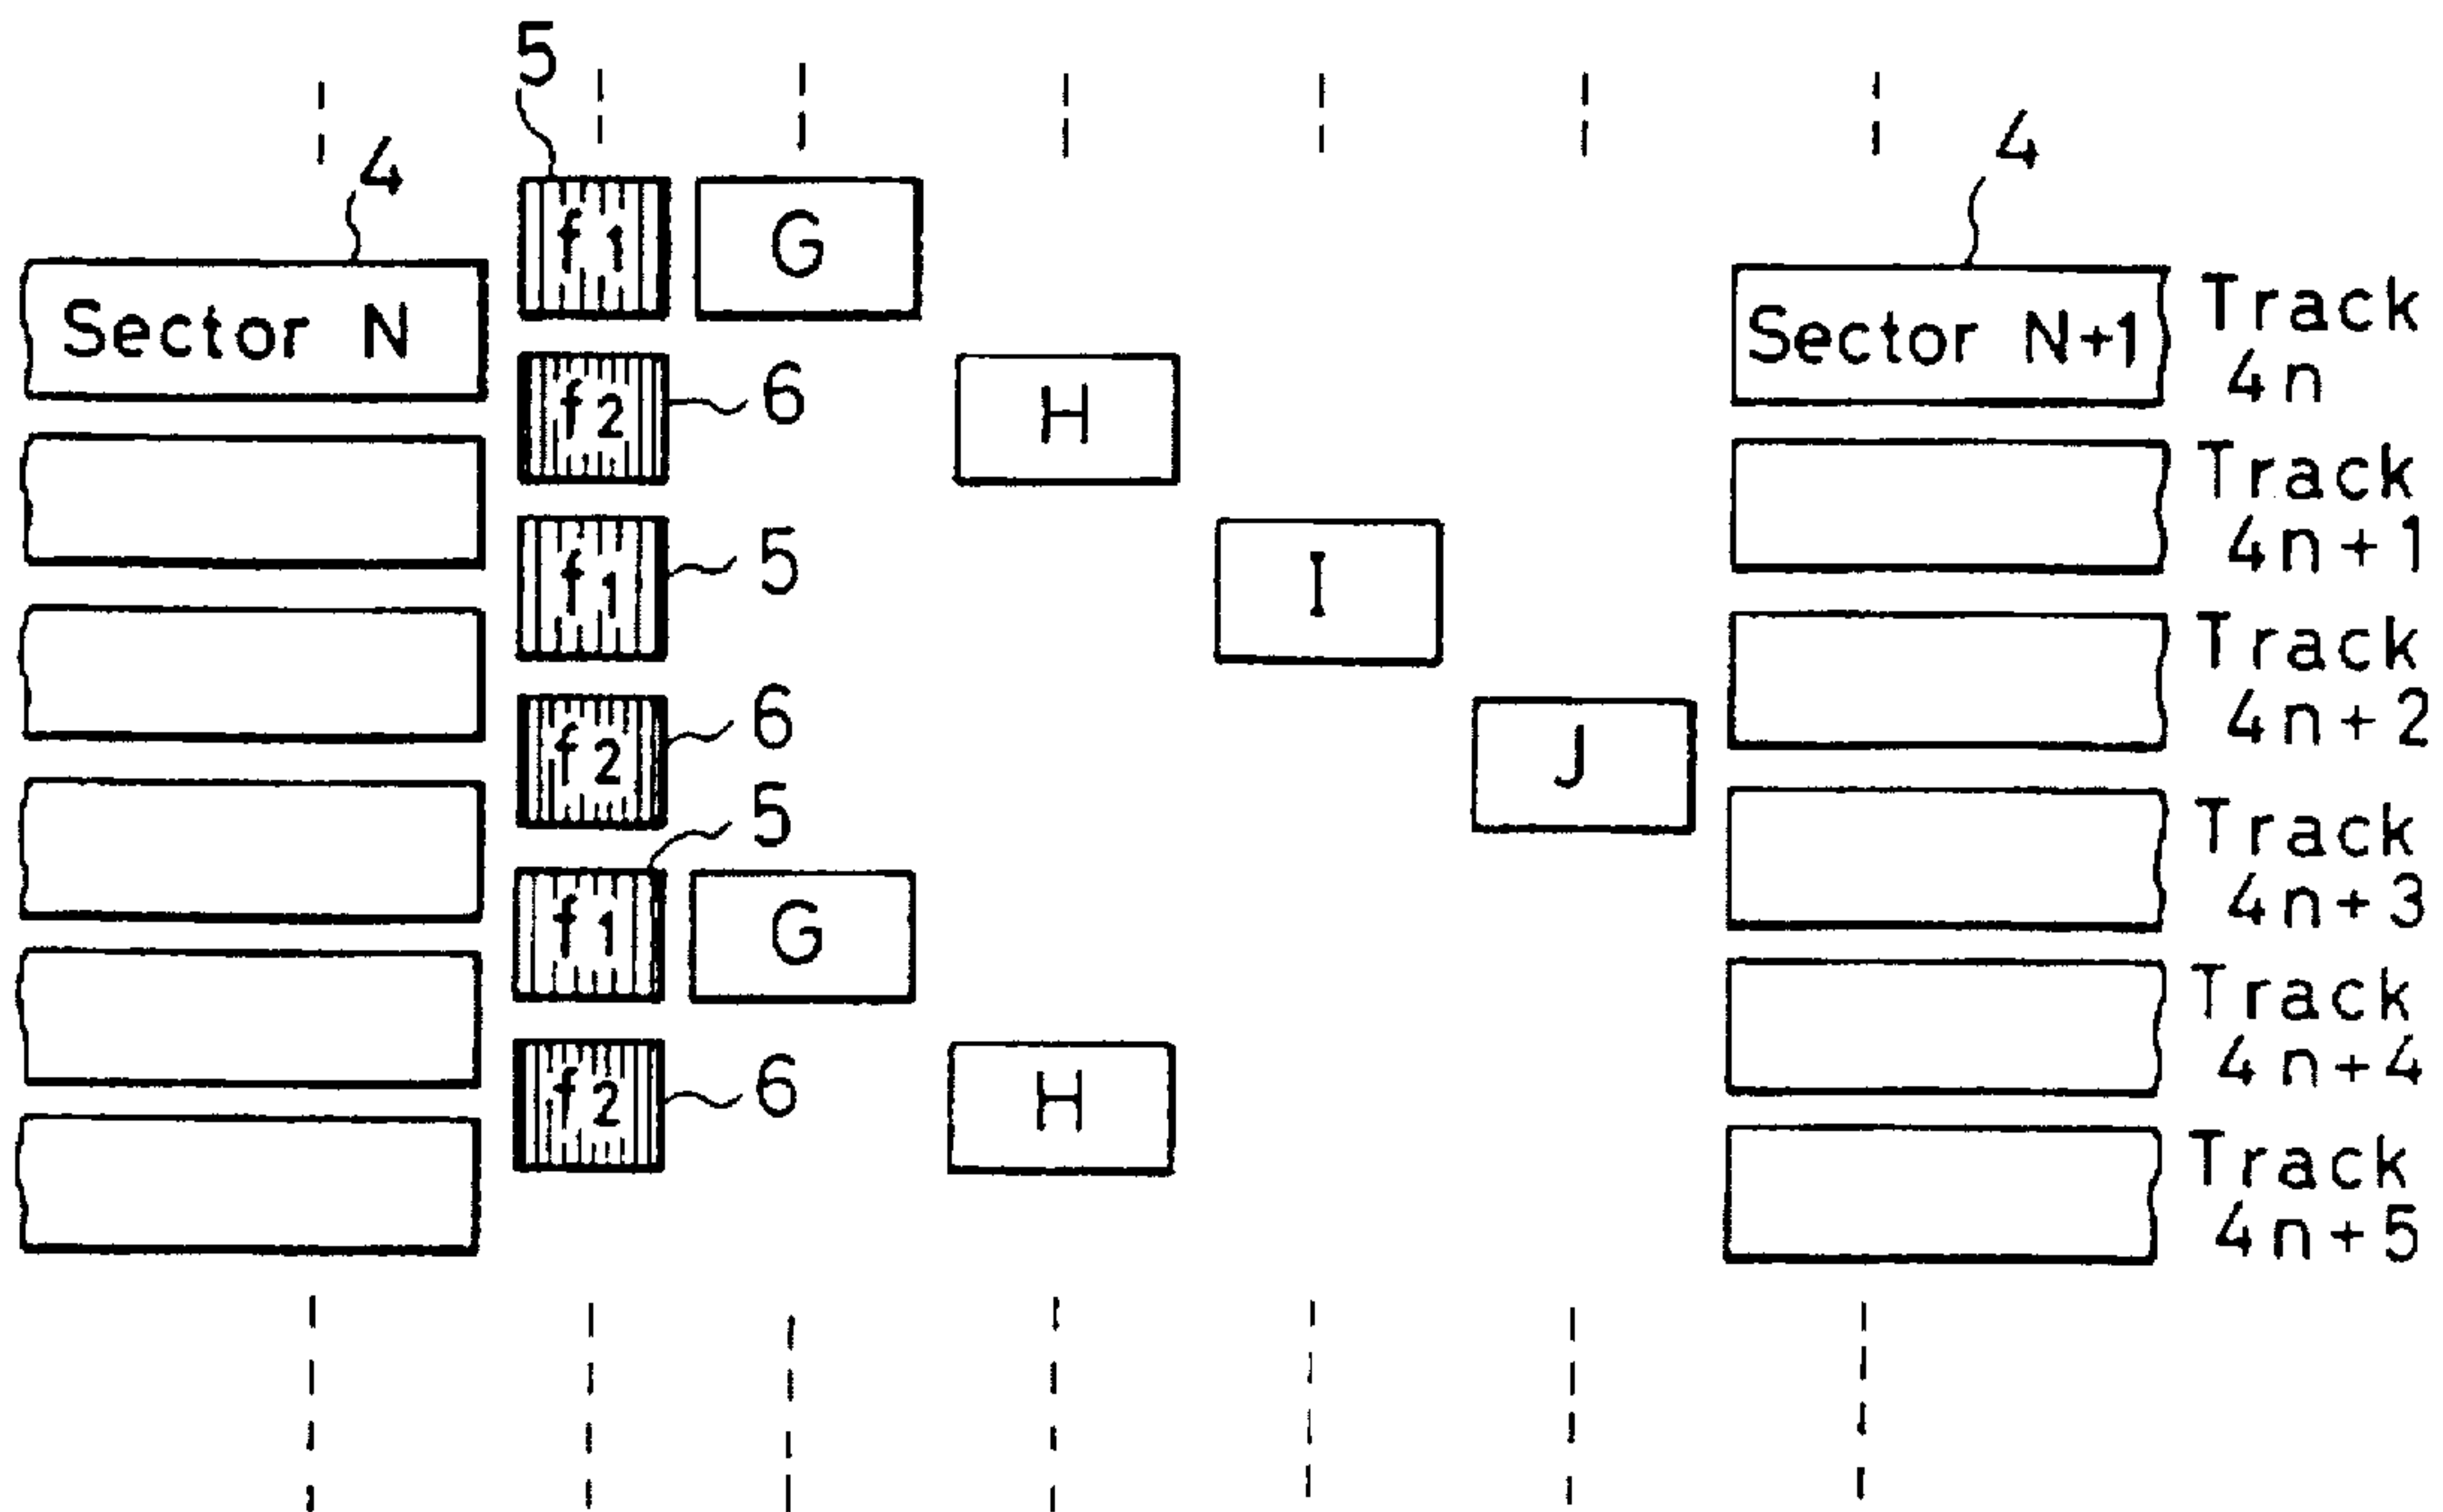 5
4
4
f1
G
Sector N
Sector N+1
Track
4n
f2
6
H
Track
4n+1
f1
5
I
Track
4n+2
f2
6
J
5
Track
4n+3
f1
G
Track
4n+4
f2
6
H
Track
4n+5